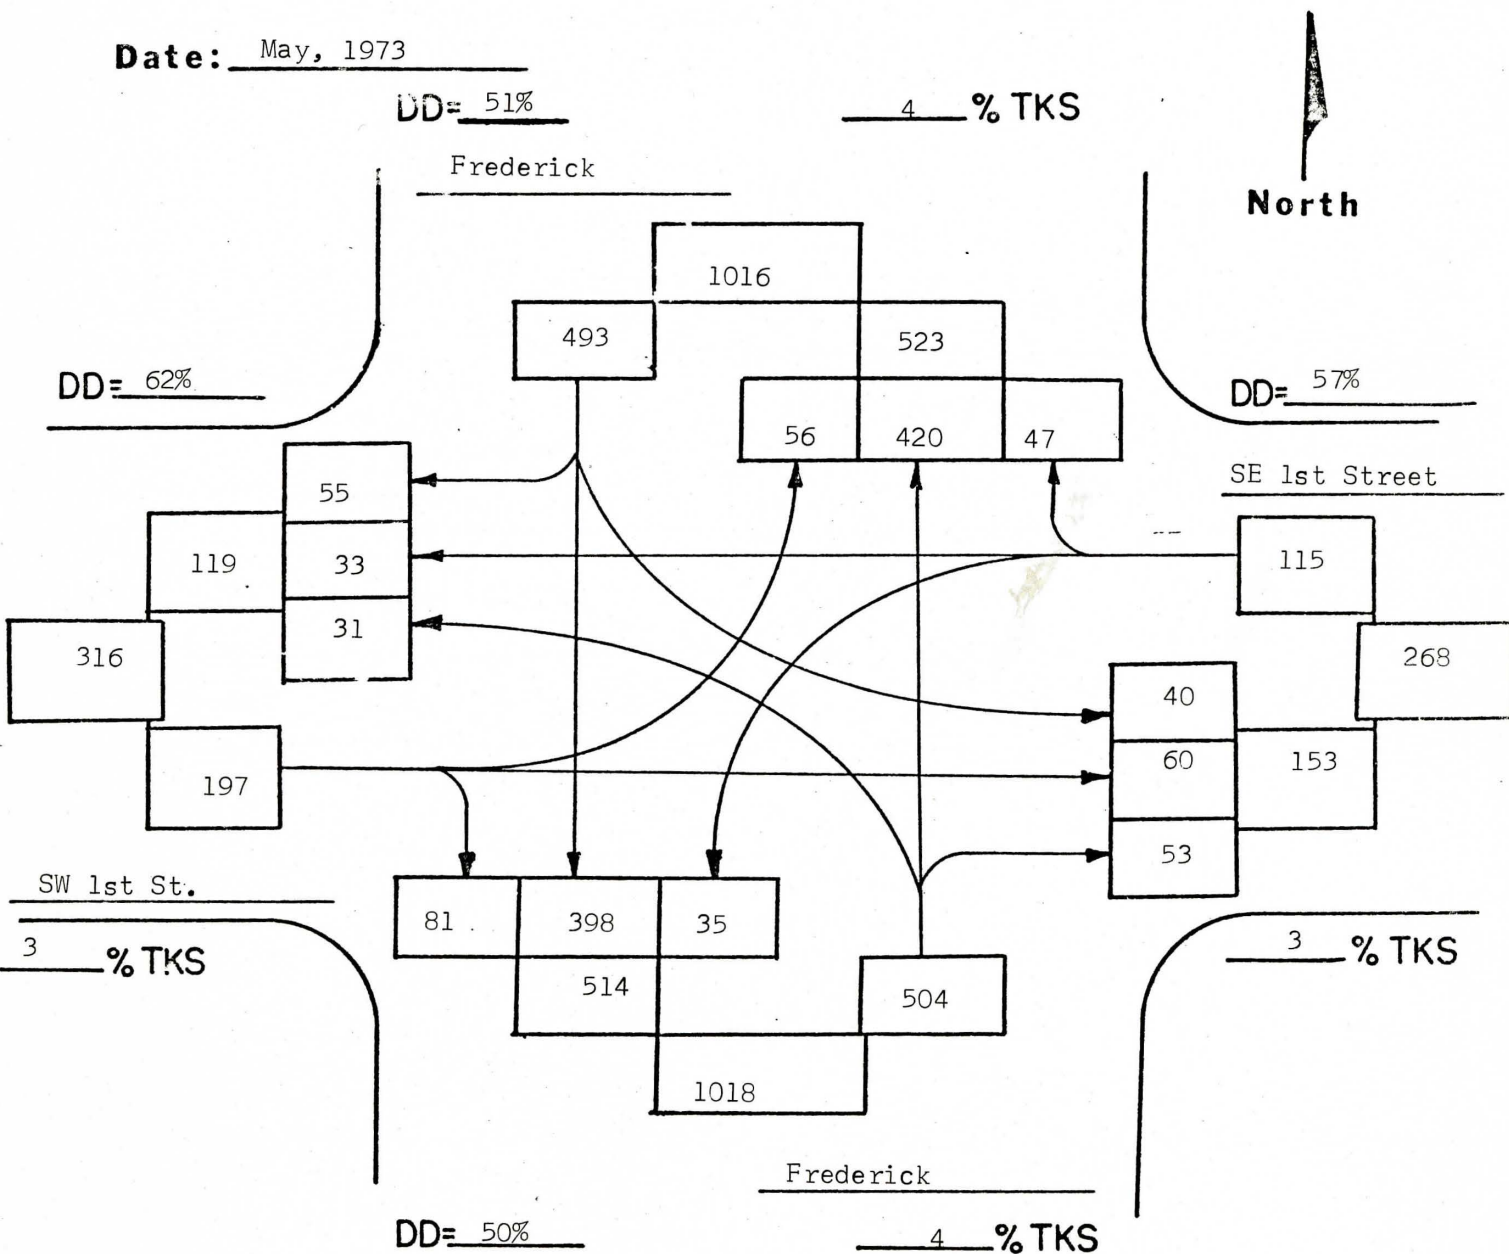 Date: May, 1973
DD= 51%
4 % TKS
Frederick
North
1016
493
523
DD= 62%
DD= 57%
56 420 47
SE 1st Street
55
119 33
115
31
316
268
40
60 153
197
53
SW 1st St.
81 398 35
3 % TKS
3 % TKS
514
504
1018
Frederick
DD= 50%
4 % TKS